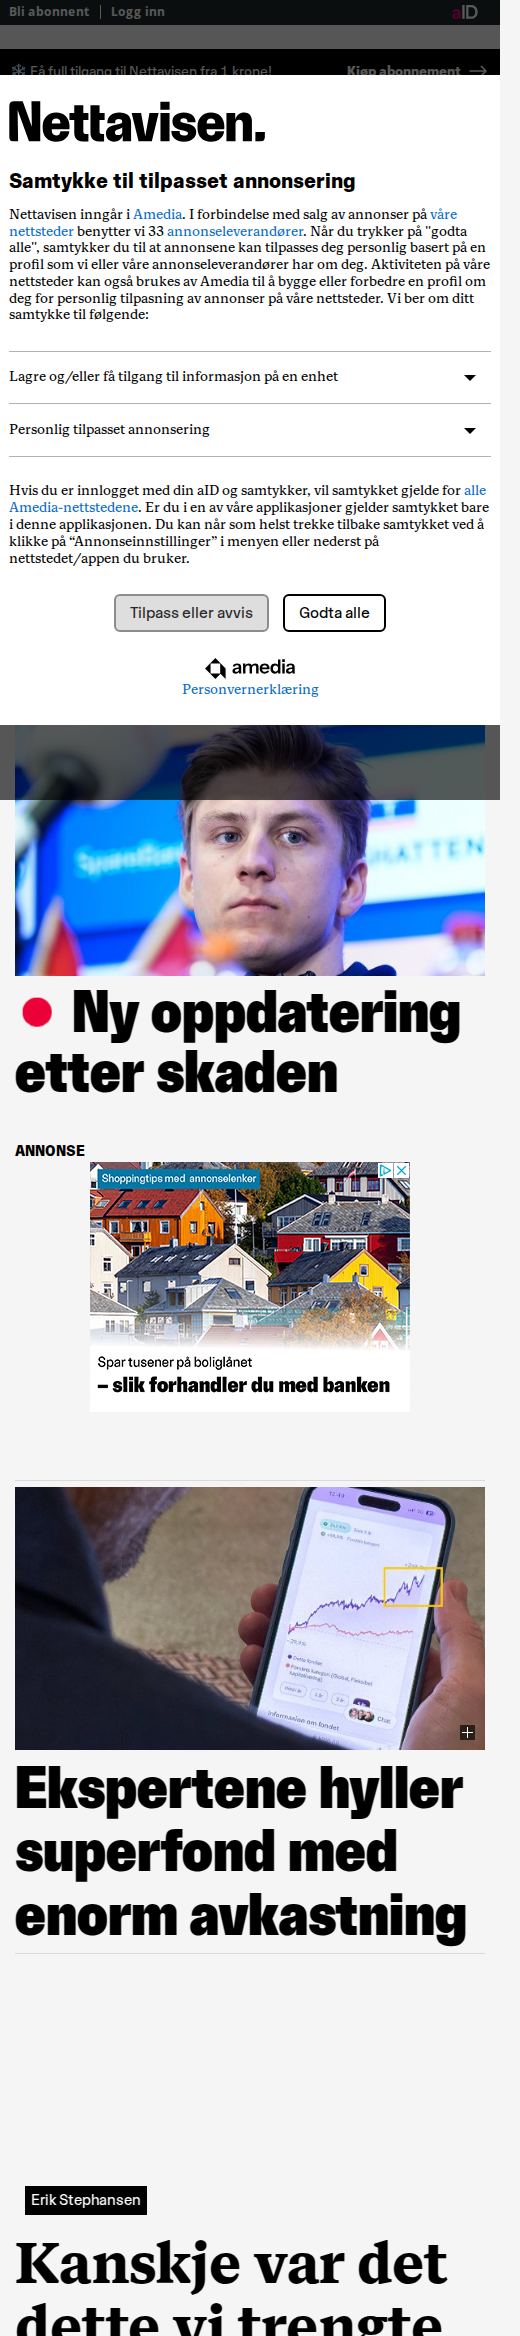 Bli abonnent | Logg inn
aID
Få full tilgang til Nettavisen fra 1 krone!
Kjøp abonnement →
Nettavisen.
Samtykke til tilpasset annonsering
Nettavisen inngår i Amedia. I forbindelse med salg av annonser på våre
nettsteder benytter vi 33 annonseleverandører. Når du trykker på "godta
alle", samtykker du til at annonsene kan tilpasses deg personlig basert på en
profil som vi eller våre annonseleverandører har om deg. Aktiviteten på våre
nettsteder kan også brukes av Amedia til å bygge eller forbedre en profil om
deg for personlig tilpasning av annonser på våre nettsteder. Vi ber om ditt
samtykke til følgende:
Lagre og/eller få tilgang til informasjon på en enhet
Personlig tilpasset annonsering
Hvis du er innlogget med din aID og samtykker, vil samtykket gjelde for alle
Amedia-nettstedene. Er du i en av våre applikasjoner gjelder samtykket bare
i denne applikasjonen. Du kan når som helst trekke tilbake samtykket ved å
klikke på “Annonseinnstillinger” i menyen eller nederst på
nettstedet/appen du bruker.
Tilpass eller avvis
Godta alle
amedia
Personvernerklæring
Ny oppdatering
etter skaden
ANNONSE
Shoppingtips med annonselenker
Spar tusener på boliglånet
– slik forhandler du med banken
12:49
Dette fondet
Chat
Informasjon om fondet
Ekspertene hyller
superfond med
enorm avkastning
Erik Stephansen
Kanskje var det
dette vi trengte